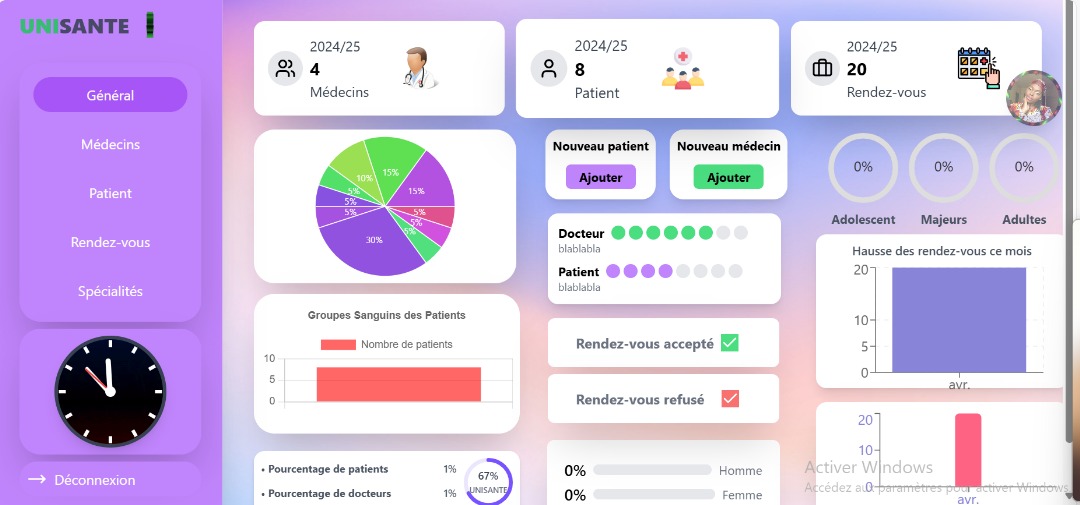 UNISANTE
Général
Médecins
Patient
Rendez-vous
Spécialités
Déconnexion
2024/25
4
Médecins
2024/25
8
Patient
2024/25
20
Rendez-vous
10%
15%
15%
5%
5%
5%
5%
5%
5%
30%
Nouveau patient
Ajouter
Nouveau médecin
Ajouter
0%
0%
0%
Adolescent
Majeurs
Adultes
Docteur
blablabla
Patient
blablabla
Hausse des rendez-vous ce mois
20
10
5
0
avr.
Groupes Sanguins des Patients
Nombre de patients
10
5
0
Rendez-vous accepté
Rendez-vous refusé
• Pourcentage de patients 1%
• Pourcentage de docteurs 1%
67%
UNISANTE
0% Homme
0% Femme
20
10
0
avr.
Activer Windows
Accédez aux paramètres pour activer Windows